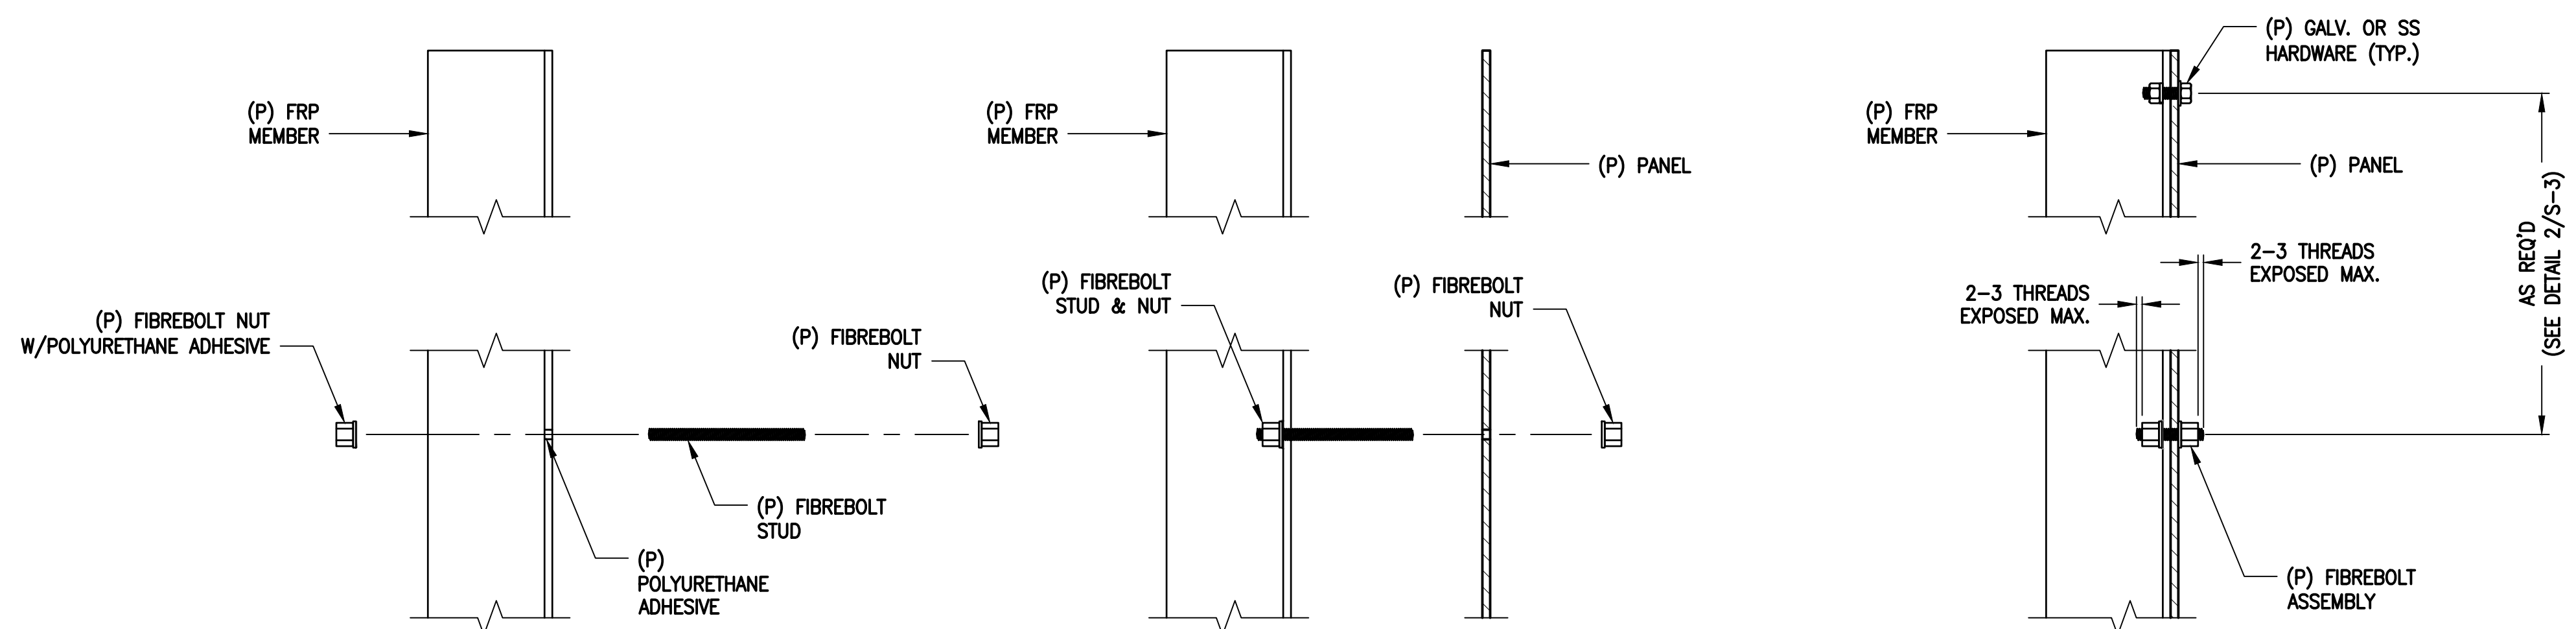 (P) FRP
MEMBER
(P) FIBREBOLT NUT
W/POLYURETHANE ADHESIVE
(P) FIBREBOLT
NUT
(P) FIBREBOLT
STUD
(P)
POLYURETHANE
ADHESIVE
(P) FRP
MEMBER
(P) PANEL
(P) FIBREBOLT
STUD & NUT
(P) FIBREBOLT
NUT
(P) GALV. OR SS
HARDWARE (TYP.)
(P) FRP
MEMBER
(P) PANEL
2-3 THREADS
EXPOSED MAX.
2-3 THREADS
EXPOSED MAX.
AS REQ'D
(SEE DETAIL 2/S-3)
(P) FIBREBOLT
ASSEMBLY